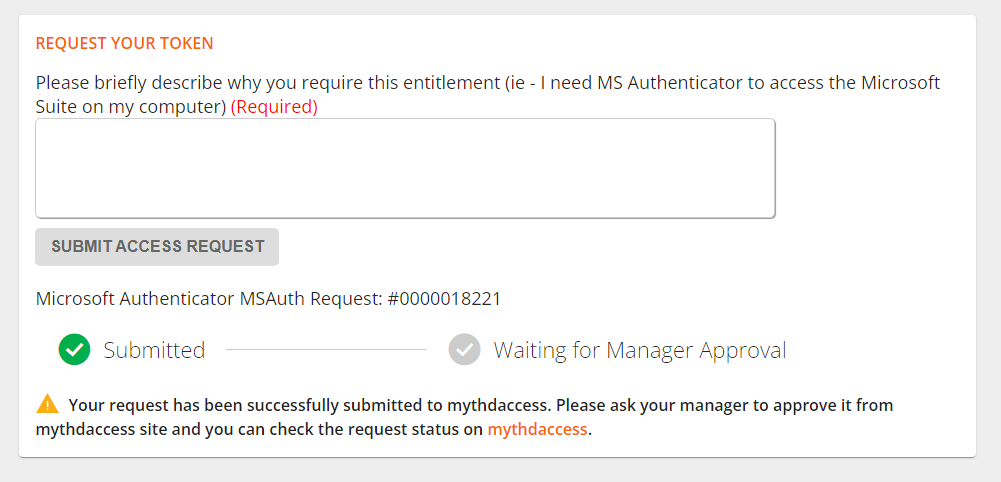 REQUEST YOUR TOKEN
Please briefly describe why you require this entitlement (ie - I need MS Authenticator to access the Microsoft
Suite on my computer) (Required)
SUBMIT ACCESS REQUEST
Microsoft Authenticator MSAuth Request: #0000018221
Submitted
Waiting for Manager Approval
Your request has been successfully submitted to mythdaccess. Please ask your manager to approve it from
mythdaccess site and you can check the request status on mythdaccess.